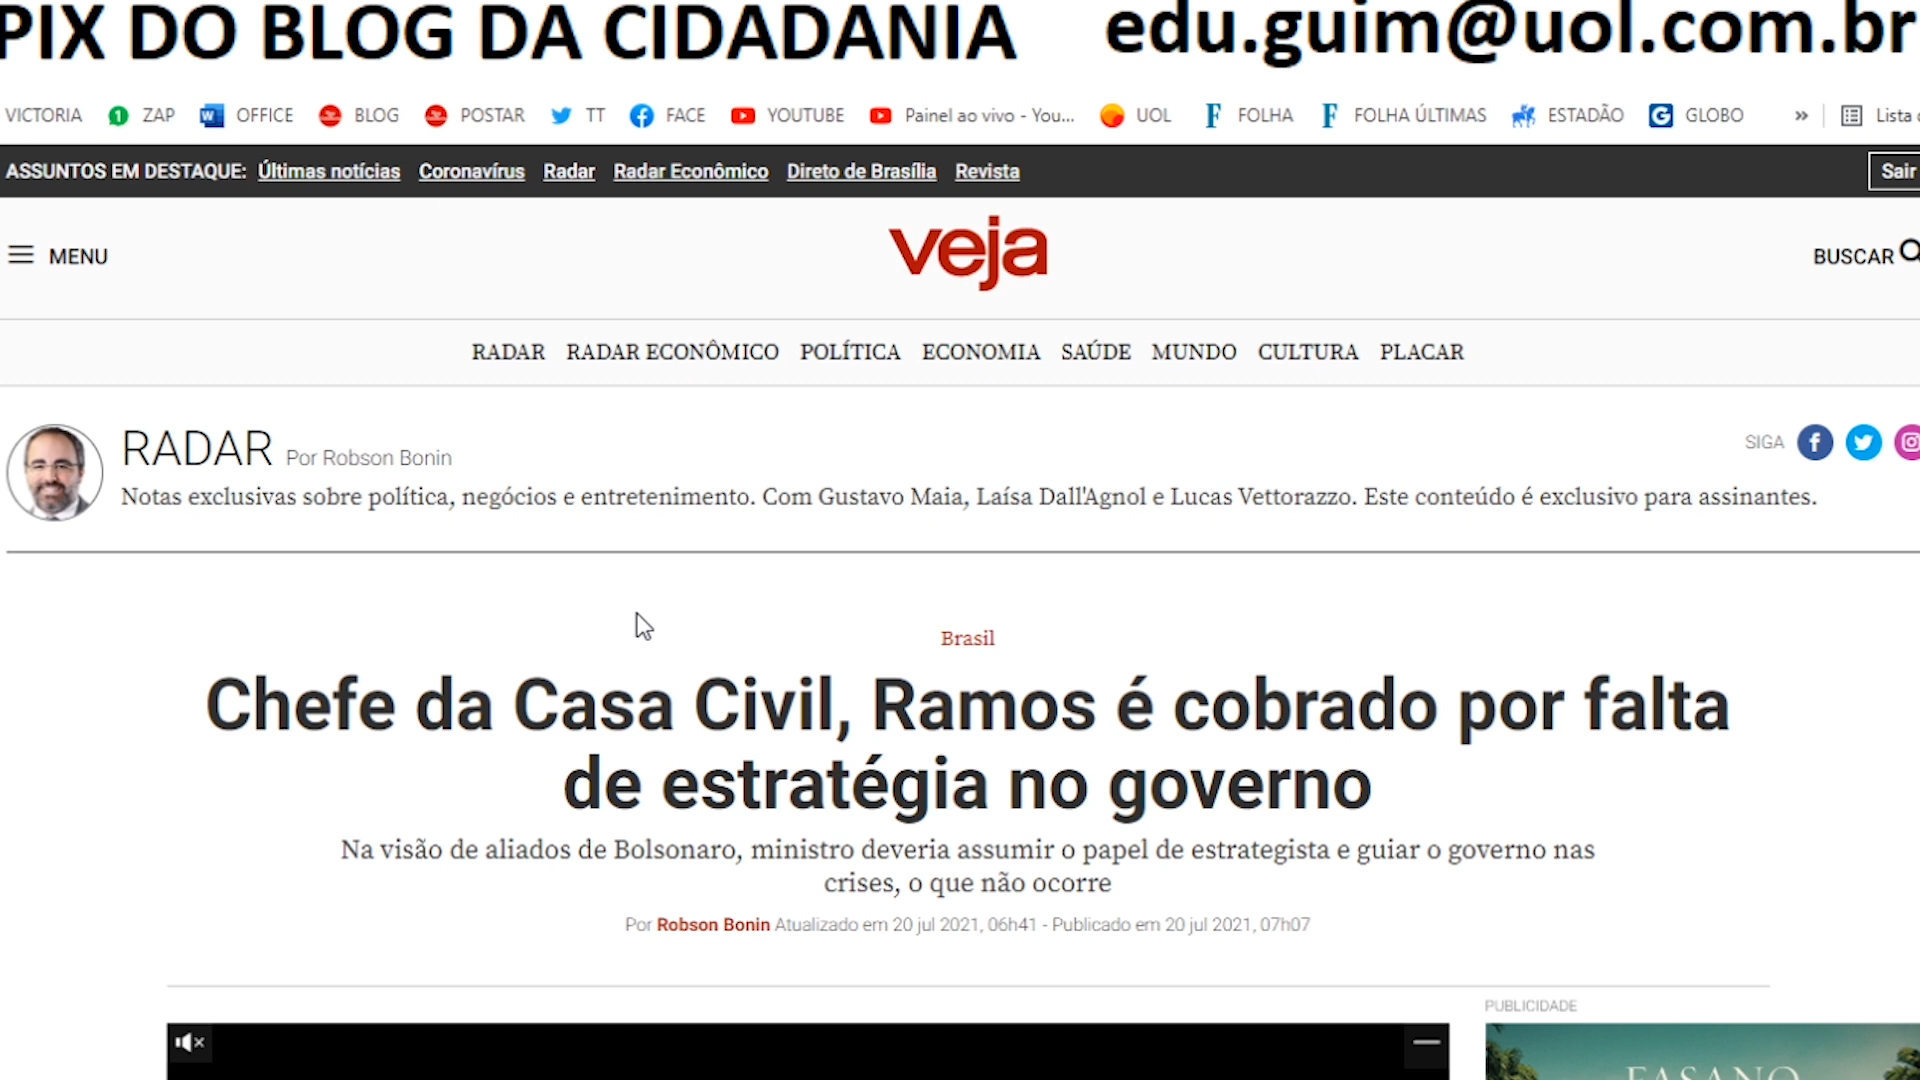 PIX DO BLOG DA CIDADANIA edu.guim@uol.com.br
VICTORIA 1 ZAP OFFICE BLOG POSTAR TT FACE YOUTUBE Painel ao vivo - You... UOL FOLHA FOLHA ÚLTIMAS ESTADÃO GLOBO » Lista
ASSUNTOS EM DESTAQUE: Últimas notícias Coronavírus Radar Radar Econômico Direto de Brasília Revista Sair
MENU veja BUSCAR
RADAR RADAR ECONÔMICO POLÍTICA ECONOMIA SAÚDE MUNDO CULTURA PLACAR
RADAR Por Robson Bonin SIGA
Notas exclusivas sobre política, negócios e entretenimento. Com Gustavo Maia, Laísa Dall'Agnol e Lucas Vettorazzo. Este conteúdo é exclusivo para assinantes.
Brasil
Chefe da Casa Civil, Ramos é cobrado por falta
de estratégia no governo
Na visão de aliados de Bolsonaro, ministro deveria assumir o papel de estrategista e guiar o governo nas
crises, o que não ocorre
Por Robson Bonin Atualizado em 20 jul 2021, 06h41 - Publicado em 20 jul 2021, 07h07
PUBLICIDADE
FASANO